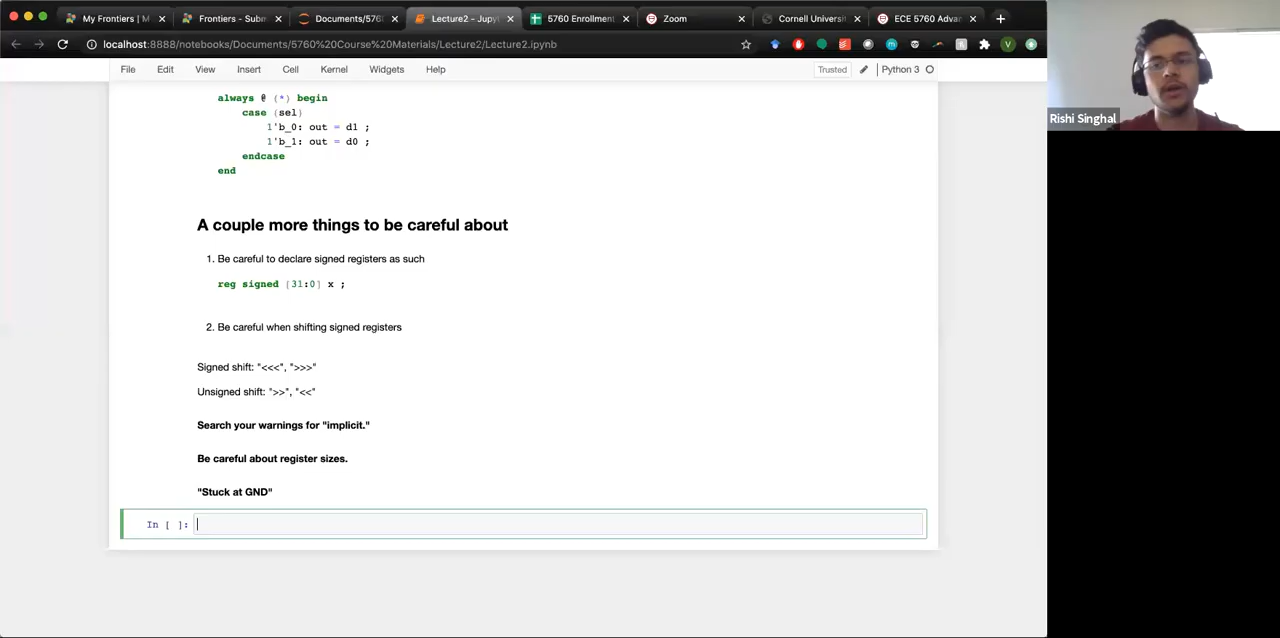 My Frontiers | M
Frontiers - Subm
Documents/576
Lecture2 - Jupyt
5760 Enrollment
Zoom
Cornell Universit
ECE 5760 Advan
localhost:8888/notebooks/Documents/5760%20Course%20Materials/Lecture2/Lecture2.ipynb
V
File Edit View Insert Cell Kernel Widgets Help
Trusted
Python 3
always @ (*) begin
case (sel)
1'b_0: out = d1 ;
1'b_1: out = d0 ;
endcase
end
Rishi Singhal
A couple more things to be careful about
1. Be careful to declare signed registers as such
reg signed [31:0] x ;
2. Be careful when shifting signed registers
Signed shift: "<<<", ">>>"
Unsigned shift: ">>", "<<"
Search your warnings for "implicit."
Be careful about register sizes.
"Stuck at GND"
In [ ]: